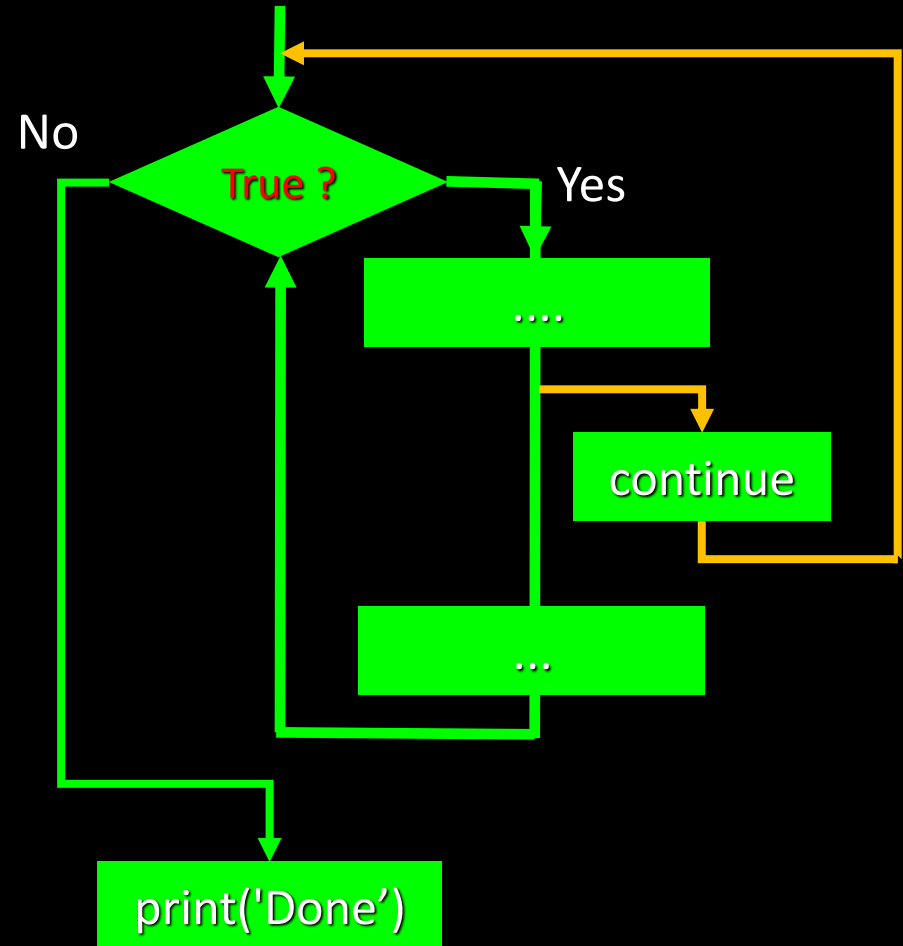 No
True ?
Yes
....
continue
...
print('Done’)